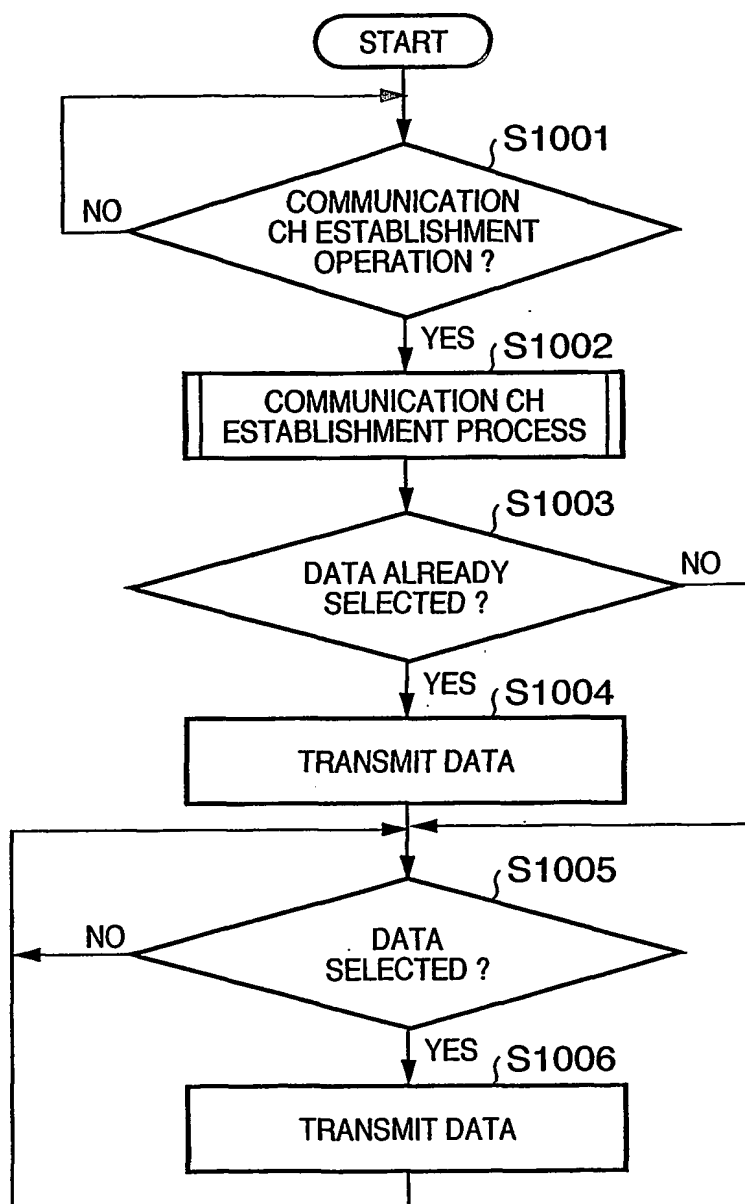 START
S1001
NO
COMMUNICATION
CH ESTABLISHMENT
OPERATION ?
YES
S1002
COMMUNICATION CH
ESTABLISHMENT PROCESS
S1003
NO
DATA ALREADY
SELECTED ?
YES
S1004
TRANSMIT DATA
S1005
NO
DATA
SELECTED ?
YES
S1006
TRANSMIT DATA